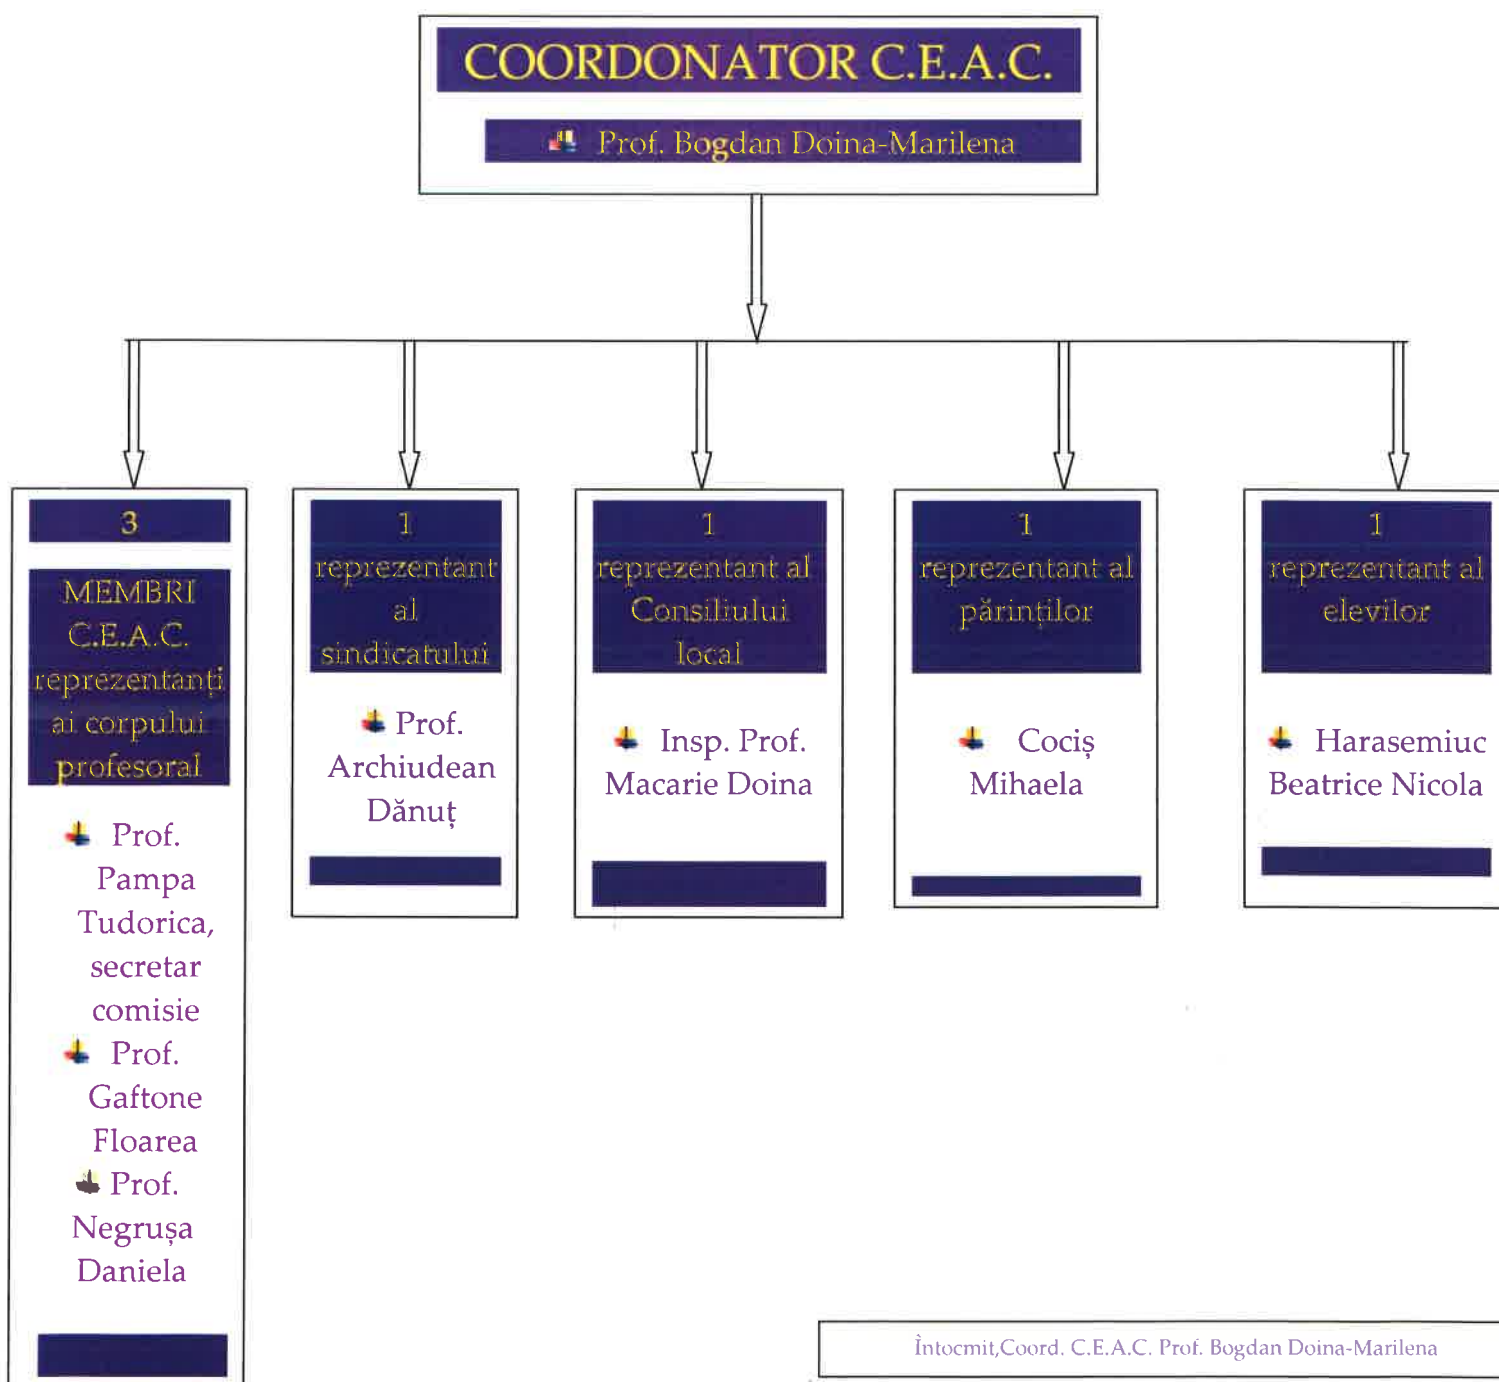 COORDONATOR C.E.A.C.
Prof. Bogdan Doina-Marilena
3
MEMBRI
C.E.A.C.
reprezentanți
ai corpului
profesoral
Prof.
Pampa
Tudorica,
secretar
comisie
Prof.
Gaftone
Floarea
Prof.
Negrușa
Daniela
1
reprezentant
al
sindicatului
Prof.
Archiudean
Dănuț
1
reprezentant al
Consiliului
local
Insp. Prof.
Macarie Doina
1
reprezentant al
părinților
Cociș
Mihaela
1
reprezentant al
elevilor
Harasemiuc
Beatrice Nicola
Întocmit,Coord. C.E.A.C. Prof. Bogdan Doina-Marilena